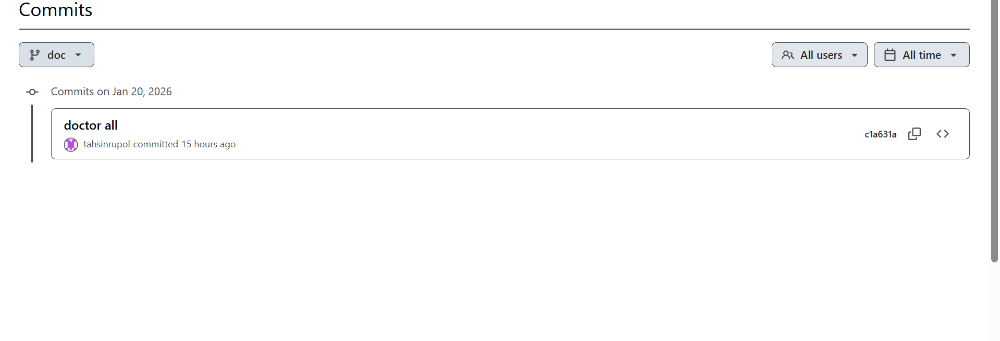 Commits
doc
All users
All time
Commits on Jan 20, 2026
doctor all
tahsinrupol committed 15 hours ago
c1a631a